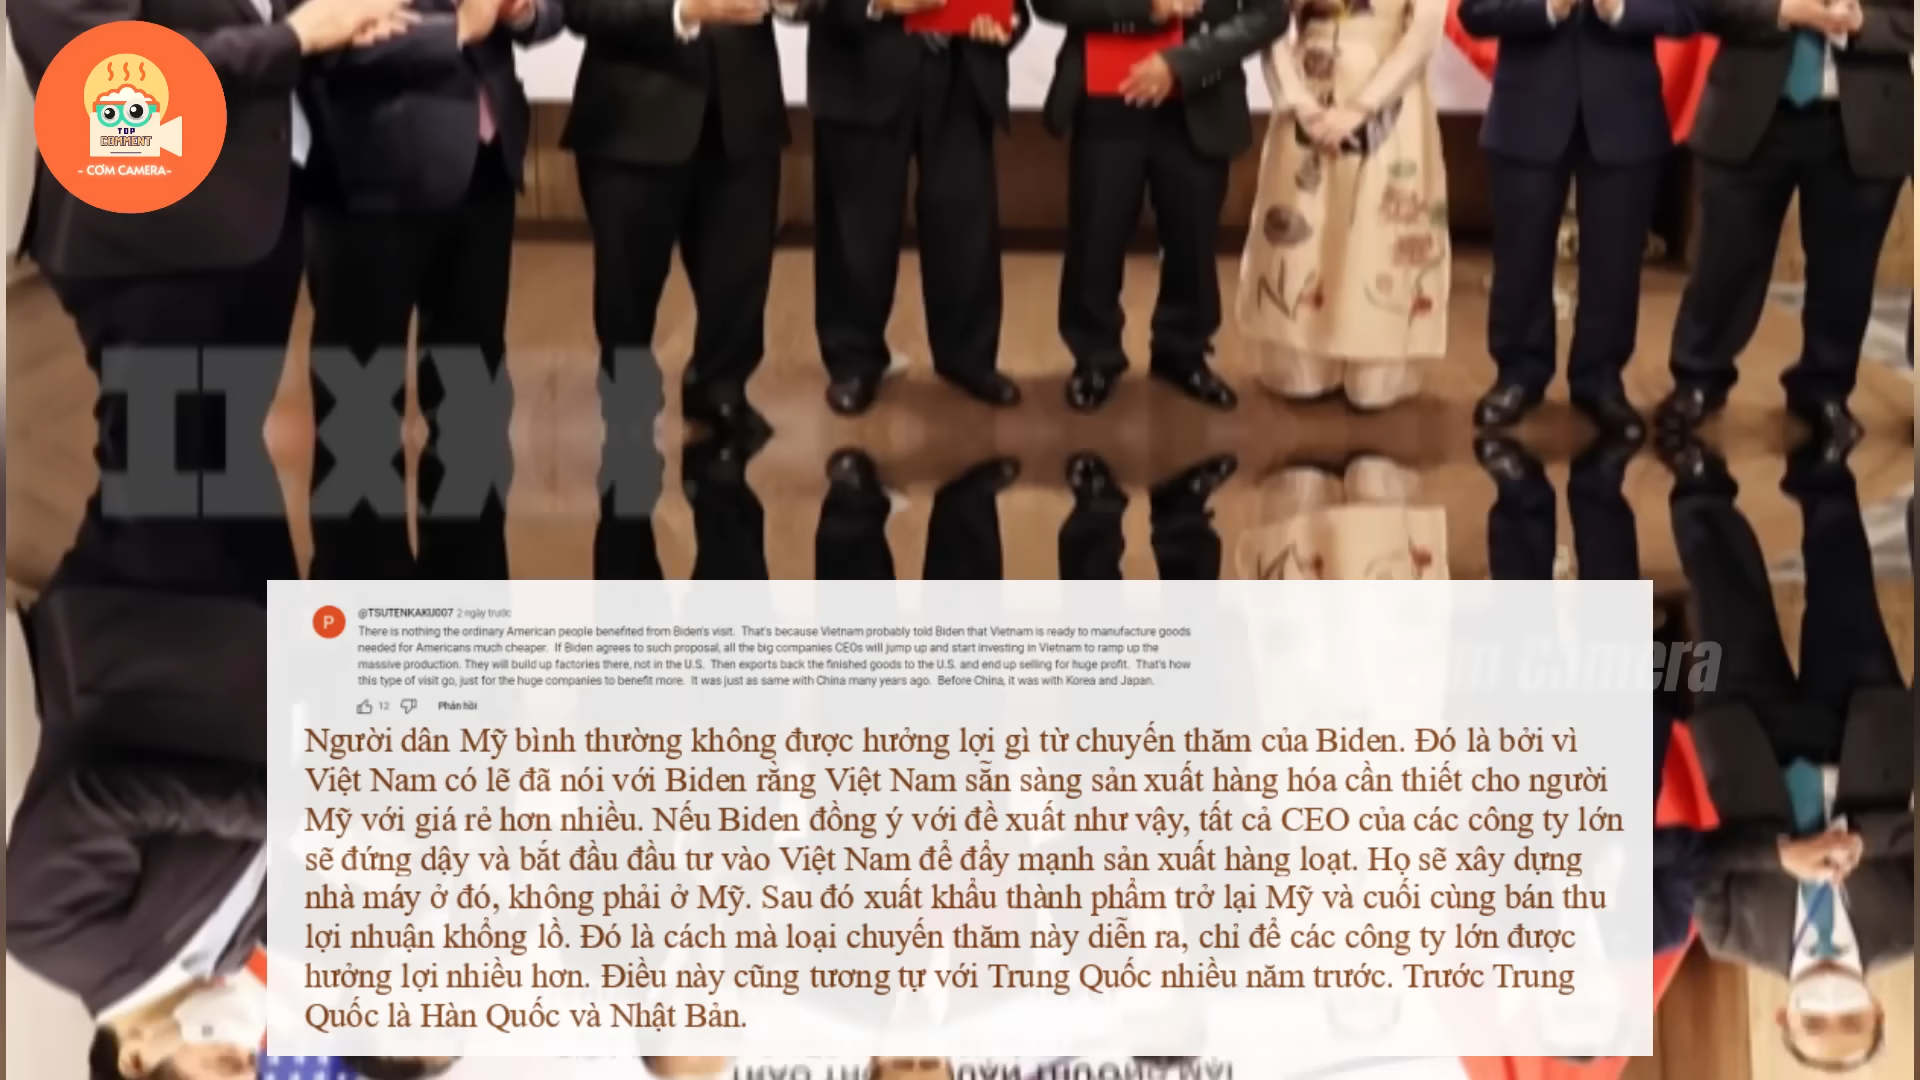 TOP
COMMENT
- CƠM CAMERA-
@TSUTENKAKU007 2 ngày trước
P
There is nothing the ordinary American people benefited from Biden's visit. That's because Vietnam probably told Biden that Vietnam is ready to manufacture goods
needed for Americans much cheaper. If Biden agrees to such proposal, all the big companies CEOs will jump up and start investing in Vietnam to ramp up the
massive production. They will build up factories there, not in the U.S. Then exports back the finished goods to the U.S. and end up selling for huge profit. That's how
this type of visit go, just for the huge companies to benefit more. It was just as same with China many years ago. Before China, it was with Korea and Japan.
12 Phản hồi
Camera
Người dân Mỹ bình thường không được hưởng lợi gì từ chuyến thăm của Biden. Đó là bởi vì
Việt Nam có lẽ đã nói với Biden rằng Việt Nam sẵn sàng sản xuất hàng hóa cần thiết cho người
Mỹ với giá rẻ hơn nhiều. Nếu Biden đồng ý với đề xuất như vậy, tất cả CEO của các công ty lớn
sẽ đứng dậy và bắt đầu đầu tư vào Việt Nam để đẩy mạnh sản xuất hàng loạt. Họ sẽ xây dựng
nhà máy ở đó, không phải ở Mỹ. Sau đó xuất khẩu thành phẩm trở lại Mỹ và cuối cùng bán thu
lợi nhuận khổng lồ. Đó là cách mà loại chuyến thăm này diễn ra, chỉ để các công ty lớn được
hưởng lợi nhiều hơn. Điều này cũng tương tự với Trung Quốc nhiều năm trước. Trước Trung
Quốc là Hàn Quốc và Nhật Bản.